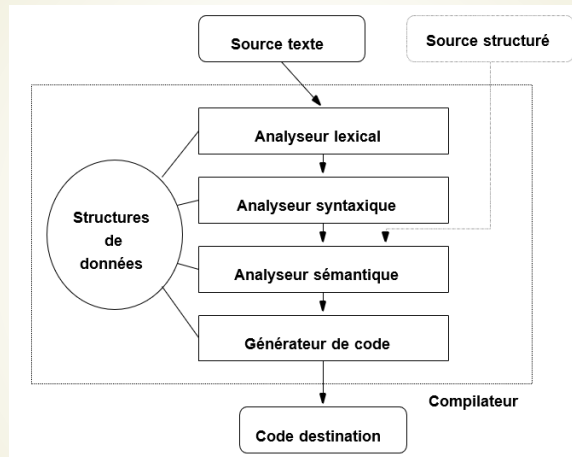 Source texte
Source structuré
Analyseur lexical
Analyseur syntaxique
Structures
de
données
Analyseur sémantique
Générateur de code
Compilateur
Code destination